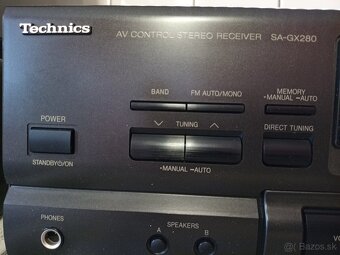 Technics
AV CONTROL STEREO RECEIVER SA-GX280
BAND FM AUTO/MONO
MEMORY
-MANUAL -AUTO
POWER
TUNING
DIRECT TUNING
STANDBY⏻/ON
-MANUAL -AUTO
PHONES
SPEAKERS
A B
VO
Bazos.sk